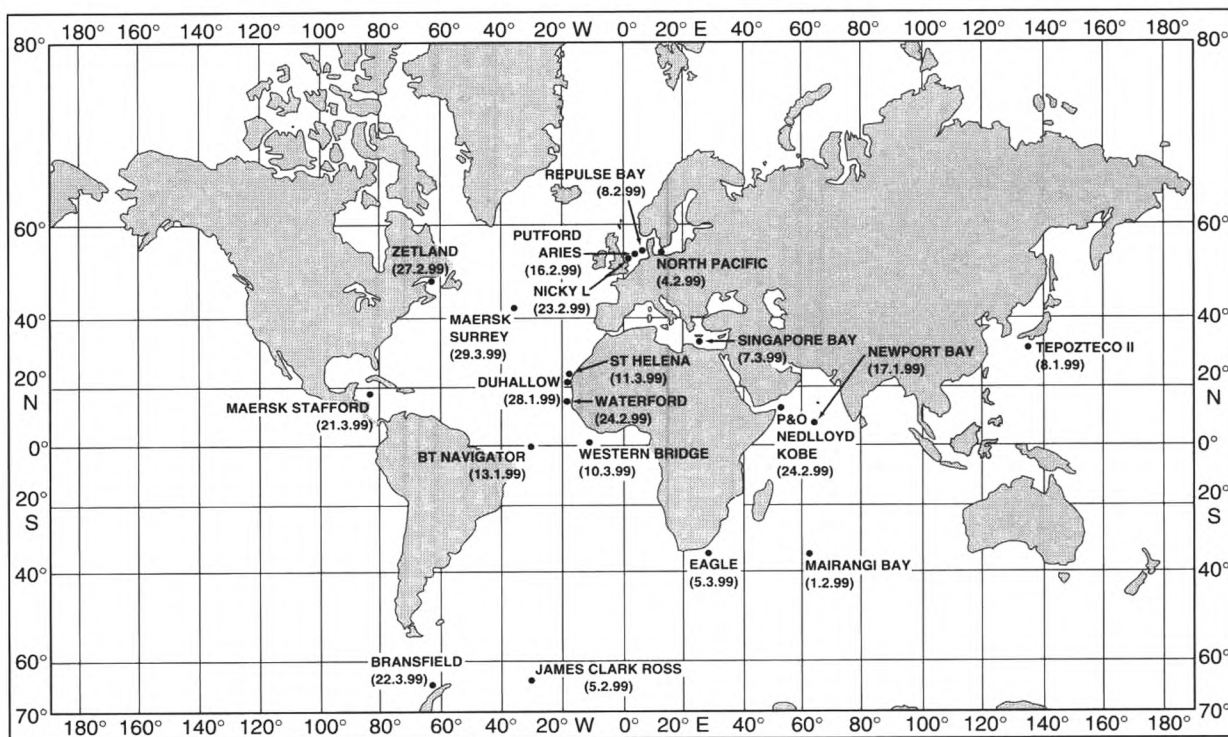 180° 160° 140° 120° 100° 80° 60° 40° 20° W 0° E 20° 40° 60° 80° 100° 120° 140° 160° 180°
80° 80°
REPULSE BAY
(8.2.99)
60° 60°
ZETLAND
(27.2.99)
PUTFORD
ARIES
(16.2.99)
NORTH PACIFIC
(4.2.99)
NICKY L
(23.2.99)
40° 40°
MAERSK
SURREY
(29.3.99)
SINGAPORE BAY
(7.3.99)
NEWPORT BAY
(17.1.99)
TEPOZTECO II
(8.1.99)
ST HELENA
(11.3.99)
20° 20°
N N
DUHALLOW
(28.1.99)
WATERFORD
(24.2.99)
MAERSK STAFFORD
(21.3.99)
P&O
NEDLLOYD
KOBE
(24.2.99)
0° 0°
BT NAVIGATOR
(13.1.99)
WESTERN BRIDGE
(10.3.99)
20° 20°
S S
EAGLE
(5.3.99)
MAIRANGI BAY
(1.2.99)
40° 40°
60° 60°
BRANSFIELD
(22.3.99)
JAMES CLARK ROSS
(5.2.99)
70° 70°
180° 160° 140° 120° 100° 80° 60° 40° 20° W 0° E 20° 40° 60° 80° 100° 120° 140° 160° 180°